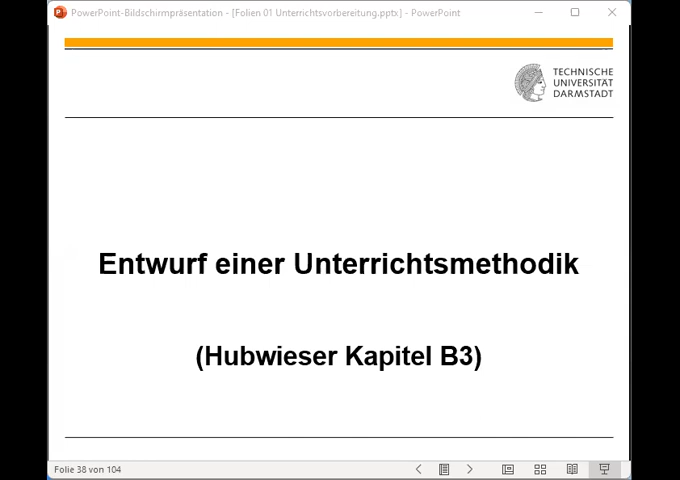 PowerPoint-Bildschirmpräsentation - [Folien 01 Unterrichtsvorbereitung.pptx] - PowerPoint
TECHNISCHE
UNIVERSITÄT
DARMSTADT
Entwurf einer Unterrichtsmethodik
(Hubwieser Kapitel B3)
Folie 38 von 104